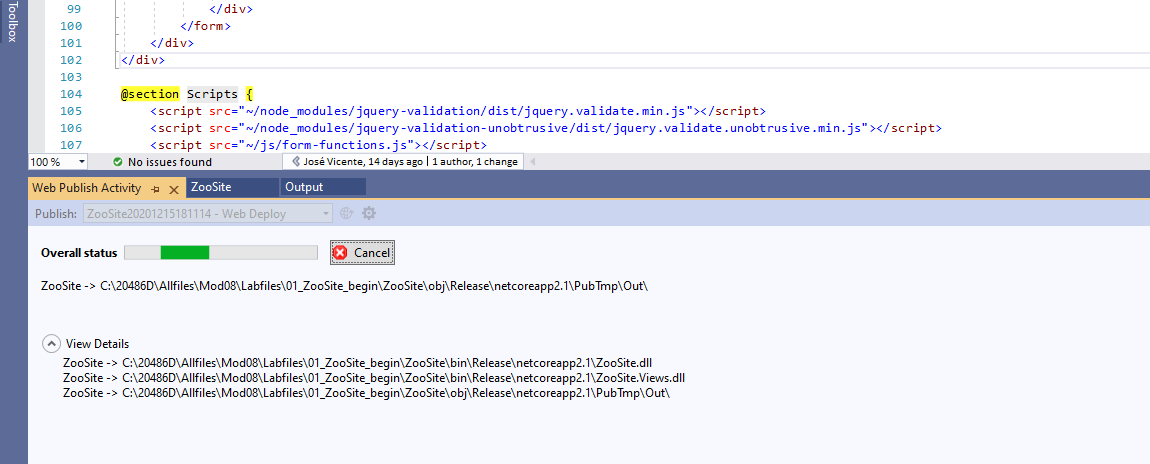 Toolbox
99 </div>
100 </form>
101 </div>
102 </div>
103
104 @section Scripts {
105 <script src="~/node_modules/jquery-validation/dist/jquery.validate.min.js"></script>
106 <script src="~/node_modules/jquery-validation-unobtrusive/dist/jquery.validate.unobtrusive.min.js"></script>
107 <script src="~/js/form-functions.js"></script>
100 % No issues found José Vicente, 14 days ago | 1 author, 1 change
Web Publish Activity ZooSite Output
Publish: ZooSite20201215181114 - Web Deploy
Overall status Cancel
ZooSite -> C:\20486D\Allfiles\Mod08\Labfiles\01_ZooSite_begin\ZooSite\obj\Release\netcoreapp2.1\PubTmp\Out\
View Details
ZooSite -> C:\20486D\Allfiles\Mod08\Labfiles\01_ZooSite_begin\ZooSite\bin\Release\netcoreapp2.1\ZooSite.dll
ZooSite -> C:\20486D\Allfiles\Mod08\Labfiles\01_ZooSite_begin\ZooSite\bin\Release\netcoreapp2.1\ZooSite.Views.dll
ZooSite -> C:\20486D\Allfiles\Mod08\Labfiles\01_ZooSite_begin\ZooSite\obj\Release\netcoreapp2.1\PubTmp\Out\